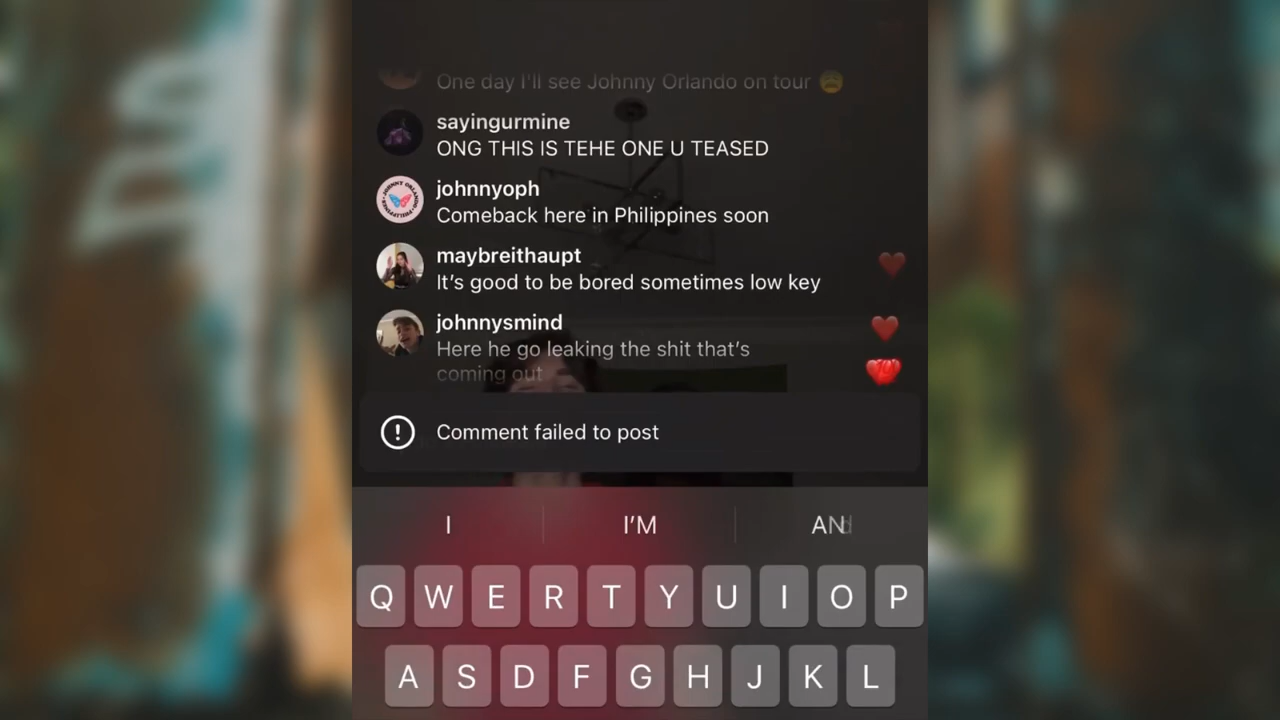 One day I'll see Johnny Orlando on tour 😩
sayingurmine
ONG THIS IS TEHE ONE U TEASED
johnnyoph
Comeback here in Philippines soon
maybreithaupt
It’s good to be bored sometimes low key
johnnysmind
Here he go leaking the shit that’s
coming out
Comment failed to post
I I’M AN
Q W E R T Y U I O P
A S D F G H J K L